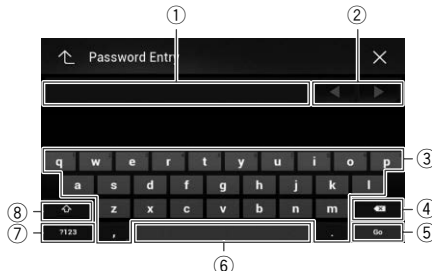 ① ②
Password Entry
q w e r t y u i o p ③
a s d f g h j k l
⑧ z x c v b n m ④
⑦ ?123 , . Go ⑤
⑥